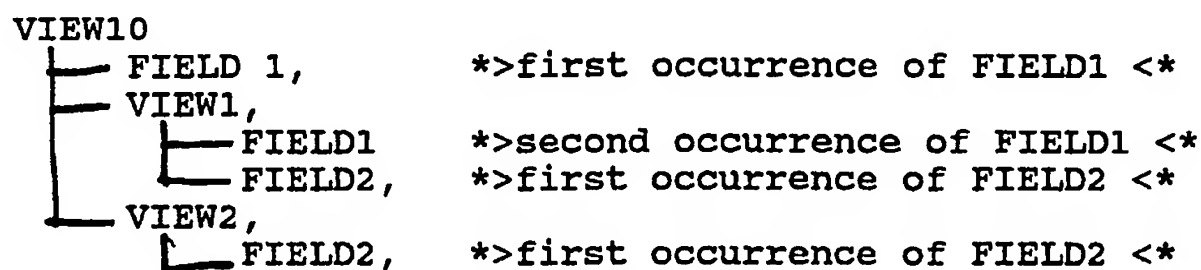 VIEW10
FIELD 1, *>first occurrence of FIELD1 <*
VIEW1,
FIELD1 *>second occurrence of FIELD1 <*
FIELD2, *>first occurrence of FIELD2 <*
VIEW2,
FIELD2, *>first occurrence of FIELD2 <*